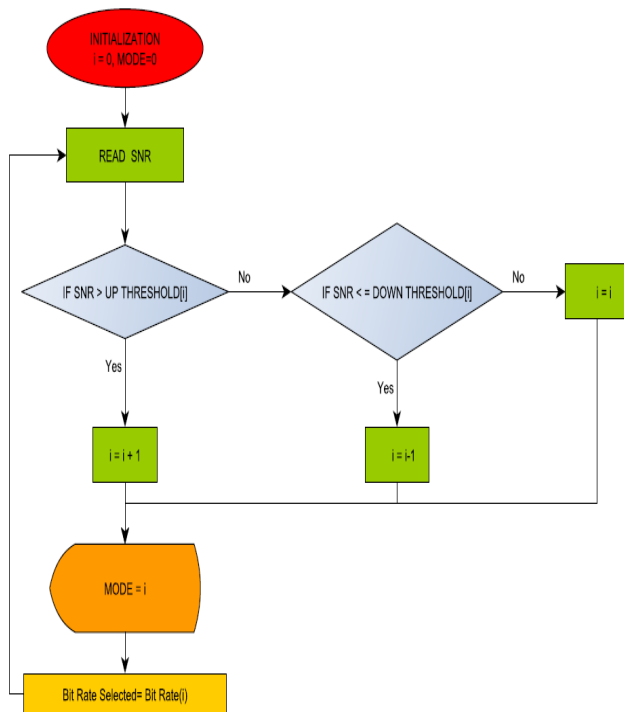 INITIALIZATION
i = 0, MODE=0
READ SNR
IF SNR > UP THRESHOLD[i]
No
IF SNR < = DOWN THRESHOLD[i]
No
i = i
Yes
Yes
i = i + 1
i = i-1
MODE = i
Bit Rate Selected= Bit Rate(i)